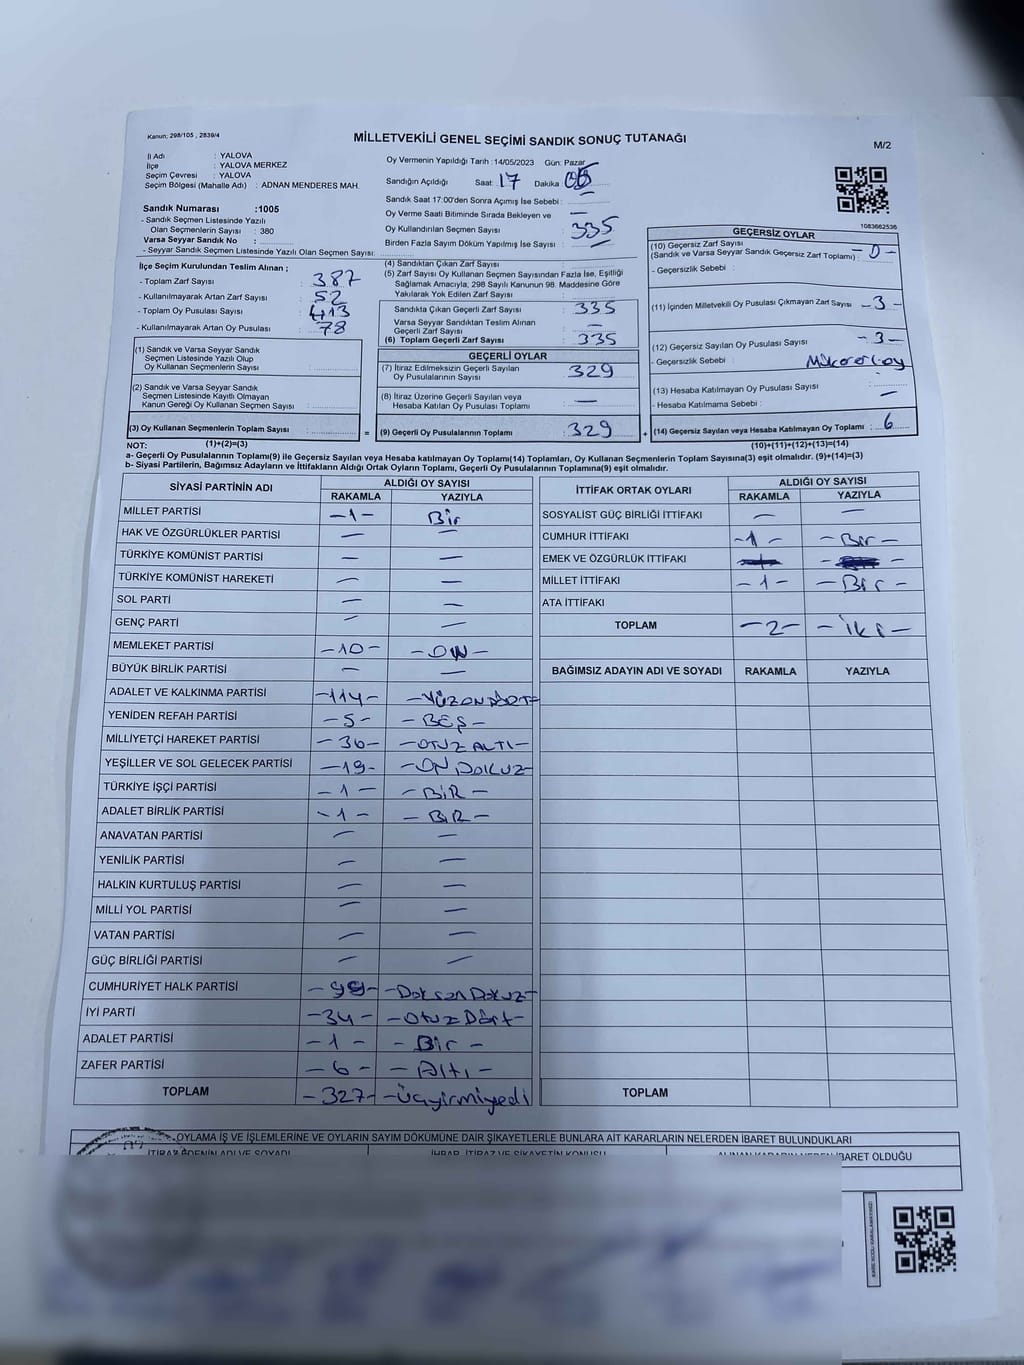 Kanun; 298/105 , 2839/4
MİLLETVEKİLİ GENEL SEÇİMİ SANDIK SONUÇ TUTANAĞI
M/2
İl Adı : YALOVA
İlçe : YALOVA MERKEZ
Seçim Çevresi : YALOVA
Seçim Bölgesi (Mahalle Adı) : ADNAN MENDERES MAH.
Sandık Numarası :1005
- Sandık Seçmen Listesinde Yazılı
Olan Seçmenlerin Sayısı : 380
Varsa Seyyar Sandık No :
- Seyyar Sandık Seçmen Listesinde Yazılı Olan Seçmen Sayısı:
İlçe Seçim Kurulundan Teslim Alınan ;
- Toplam Zarf Sayısı : 387
- Kullanılmayarak Artan Zarf Sayısı : 52
- Toplam Oy Pusulası Sayısı : 413
- Kullanılmayarak Artan Oy Pusulası : 78
(1) Sandık ve Varsa Seyyar Sandık
Seçmen Listesinde Yazılı Olup
Oy Kullanan Seçmenlerin Sayısı :
(2) Sandık ve Varsa Seyyar Sandık
Seçmen Listesinde Kayıtlı Olmayan
Kanun Gereği Oy Kullanan Seçmen Sayısı :
(3) Oy Kullanan Seçmenlerin Toplam Sayısı :
(1)+(2)=(3)
Oy Vermenin Yapıldığı Tarih :14/05/2023 Gün: Pazar
Sandığın Açıldığı Saat: 17 Dakika :
Sandık Saat 17:00'den Sonra Açımış İse Sebebi : —
Oy Verme Saati Bitiminde Sırada Bekleyen ve
Oy Kullandırılan Seçmen Sayısı : 335
Birden Fazla Sayım Döküm Yapılmış İse Sayısı : —
(4) Sandıktan Çıkan Zarf Sayısı :
(5) Zarf Sayısı Oy Kullanan Seçmen Sayısından Fazla İse, Eşitliği
Sağlamak Amacıyla, 298 Sayılı Kanunun 98. Maddesine Göre
Yakılarak Yok Edilen Zarf Sayısı :
Sandıkta Çıkan Geçerli Zarf Sayısı : 335
Varsa Seyyar Sandıktan Teslim Alınan
Geçerli Zarf Sayısı : —
(6) Toplam Geçerli Zarf Sayısı : 335
GEÇERLİ OYLAR
(7) İtiraz Edilmeksizin Geçerli Sayılan
Oy Pusulalarının Sayısı : 329
(8) İtiraz Üzerine Geçerli Sayılan veya
Hesaba Katılan Oy Pusulası Toplamı : —
= (9) Geçerli Oy Pusulalarının Toplamı : 329 +
1083662536
GEÇERSİZ OYLAR
(10) Geçersiz Zarf Sayısı
(Sandık ve Varsa Seyyar Sandık Geçersiz Zarf Toplamı) : -0-
- Geçersizlik Sebebi :
(11) İçinden Milletvekili Oy Pusulası Çıkmayan Zarf Sayısı : -3-
(12) Geçersiz Sayılan Oy Pusulası Sayısı : -3-
- Geçersizlik Sebebi :
(13) Hesaba Katılmayan Oy Pusulası Sayısı :
- Hesaba Katılmama Sebebi : —
(14) Geçersiz Sayılan veya Hesaba Katılmayan Oy Toplamı : 6
(10)+(11)+(12)+(13)=(14)
NOT:
a- Geçerli Oy Pusulalarının Toplamı(9) ile Geçersiz Sayılan veya Hesaba katılmayan Oy Toplamı(14) Toplamları, Oy Kullanan Seçmenlerin Toplam Sayısına(3) eşit olmalıdır. (9)+(14)=(3)
b- Siyasi Partilerin, Bağımsız Adayların ve İttifakların Aldığı Ortak Oyların Toplamı, Geçerli Oy Pusulalarının Toplamına(9) eşit olmalıdır.
SİYASİ PARTİNİN ADI ALDIĞI OY SAYISI
RAKAMLA YAZIYLA
MİLLET PARTİSİ -1- Bir
HAK VE ÖZGÜRLÜKLER PARTİSİ — —
TÜRKİYE KOMÜNİST PARTİSİ — —
TÜRKİYE KOMÜNİST HAREKETİ — —
SOL PARTİ — —
GENÇ PARTİ — —
MEMLEKET PARTİSİ -10- -ON-
BÜYÜK BİRLİK PARTİSİ — —
ADALET VE KALKINMA PARTİSİ -114- -YÜZONDÖRT-
YENİDEN REFAH PARTİSİ -5- -BEŞ-
MİLLİYETÇİ HAREKET PARTİSİ -36- -OTUZ ALTI-
YEŞİLLER VE SOL GELECEK PARTİSİ -19- -ON DOKUZ-
TÜRKİYE İŞÇİ PARTİSİ -1- -BİR-
ADALET BİRLİK PARTİSİ -1- -BİR-
ANAVATAN PARTİSİ — —
YENİLİK PARTİSİ — —
HALKIN KURTULUŞ PARTİSİ — —
MİLLİ YOL PARTİSİ — —
VATAN PARTİSİ — —
GÜÇ BİRLİĞİ PARTİSİ — —
CUMHURİYET HALK PARTİSİ -99- -Doksan Dokuz-
İYİ PARTİ -34- -Otuz Dört-
ADALET PARTİSİ -1- -Bir-
ZAFER PARTİSİ -6- -Altı-
TOPLAM -327- -Üçyirmiyedi
İTTİFAK ORTAK OYLARI ALDIĞI OY SAYISI
RAKAMLA YAZIYLA
SOSYALİST GÜÇ BİRLİĞİ İTTİFAKI — —
CUMHUR İTTİFAKI -1- -Bir-
EMEK VE ÖZGÜRLÜK İTTİFAKI
MİLLET İTTİFAKI -1- -Bir-
ATA İTTİFAKI
TOPLAM -2- -İki-
BAĞIMSIZ ADAYIN ADI VE SOYADI RAKAMLA YAZIYLA
TOPLAM
OYLAMA İŞ VE İŞLEMLERİNE VE OYLARIN SAYIM DÖKÜMÜNE DAİR ŞİKAYETLERLE BUNLARA AİT KARARLARIN NELERDEN İBARET BULUNDUKLARI
İTİRAZ EDENİN ADI VE SOYADI İHBAR, İTİRAZ VE ŞİKAYETİN KONUSU ALINAN KARARIN NEDEN İBARET OLDUĞU